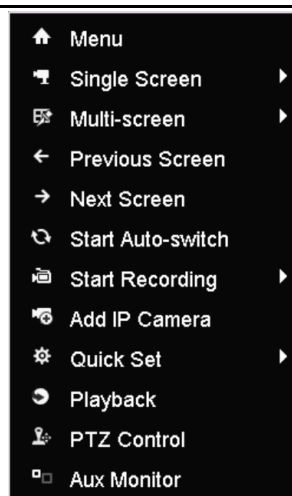 Menu
Single Screen
Multi-screen
Previous Screen
Next Screen
Start Auto-switch
Start Recording
Add IP Camera
Quick Set
Playback
PTZ Control
Aux Monitor